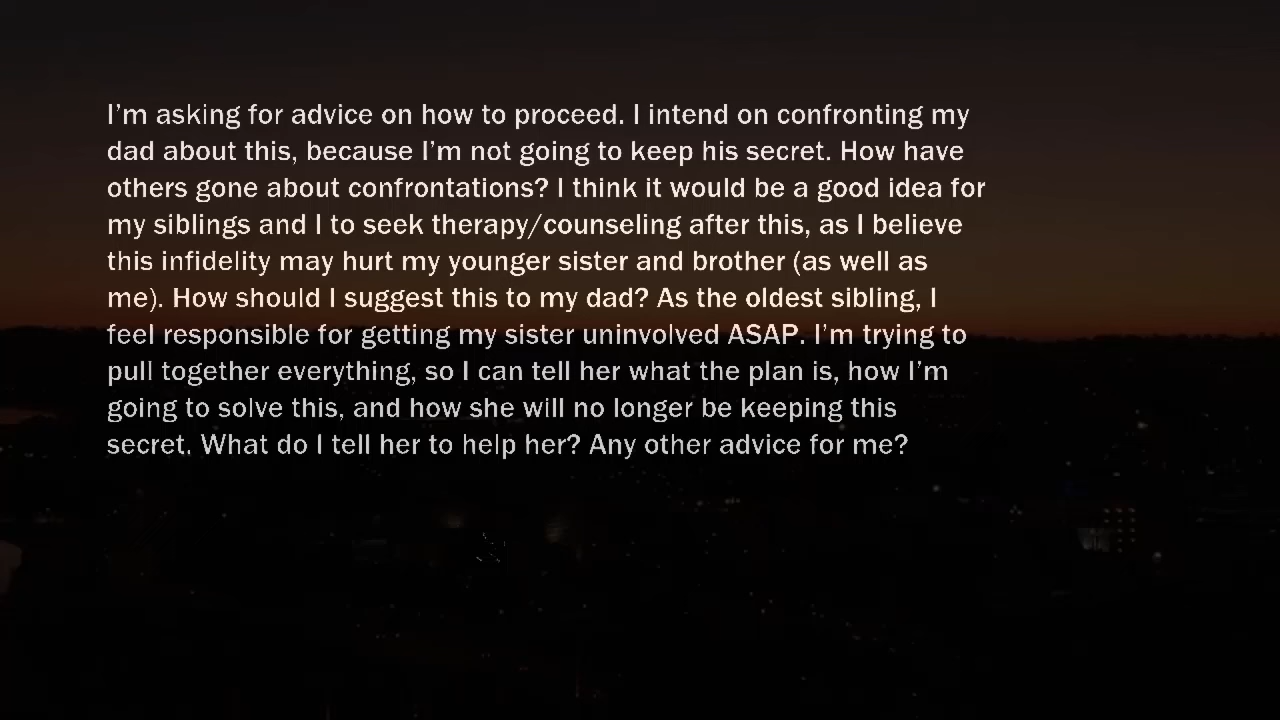 I'm asking for advice on how to proceed. I intend on confronting my
dad about this, because I'm not going to keep his secret. How have
others gone about confrontations? I think it would be a good idea for
my siblings and I to seek therapy/counseling after this, as I believe
this infidelity may hurt my younger sister and brother (as well as
me). How should I suggest this to my dad? As the oldest sibling, I
feel responsible for getting my sister uninvolved ASAP. I'm trying to
pull together everything, so I can tell her what the plan is, how I'm
going to solve this, and how she will no longer be keeping this
secret. What do I tell her to help her? Any other advice for me?